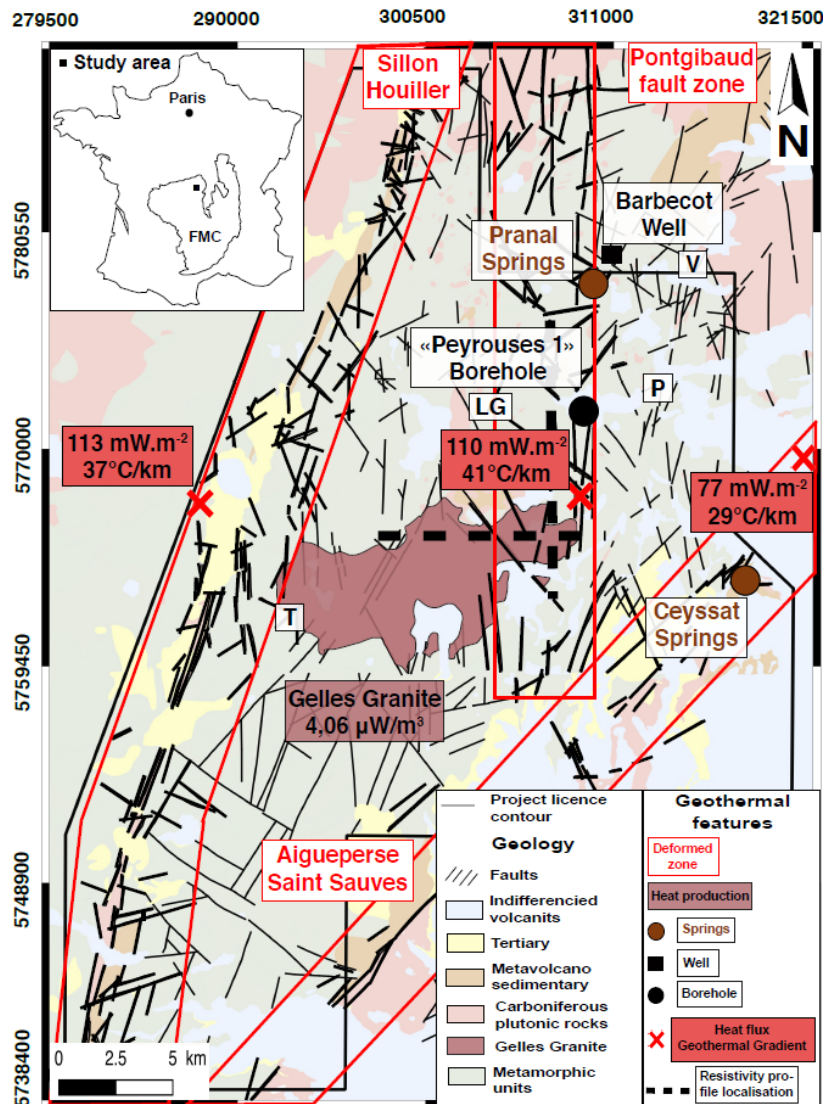 279500 290000 300500 311000 321500
Study area
Paris
FMC
Sillon
Houiller
Pontgibaud
fault zone
N
5780550
5770000
5759450
5748900
5738400
Barbecot
Well
Pranal
Springs
V
«Peyrouses 1»
Borehole
P
LG
113 mW.m-2
37°C/km
110 mW.m-2
41°C/km
77 mW.m-2
29°C/km
T
Ceyssat
Springs
Gelles Granite
4,06 µW/m3
Aigueperse
Saint Sauves
0 2.5 5 km
Project licence
contour
Geology
Faults
Indifferencied
volcanits
Tertiary
Metavolcano
sedimentary
Carboniferous
plutonic rocks
Gelles Granite
Metamorphic
units
Geothermal
features
Deformed
zone
Heat production
Springs
Well
Borehole
Heat flux
Geothermal Gradient
Resistivity pro-
file localisation